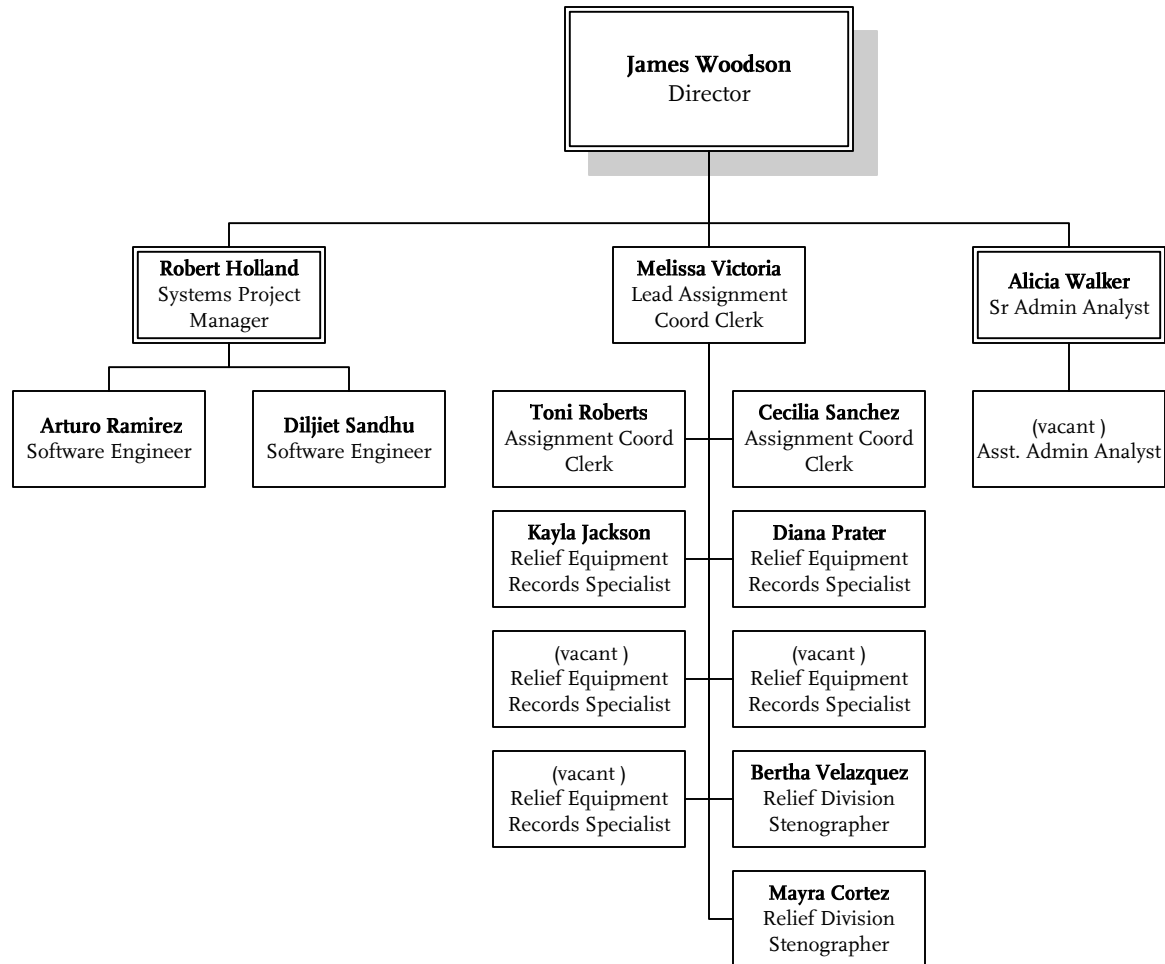 James Woodson
Director
Robert Holland
Systems Project
Manager
Melissa Victoria
Lead Assignment
Coord Clerk
Alicia Walker
Sr Admin Analyst
Arturo Ramirez
Software Engineer
Diljiet Sandhu
Software Engineer
Toni Roberts
Assignment Coord
Clerk
Cecilia Sanchez
Assignment Coord
Clerk
(vacant )
Asst. Admin Analyst
Kayla Jackson
Relief Equipment
Records Specialist
Diana Prater
Relief Equipment
Records Specialist
(vacant )
Relief Equipment
Records Specialist
(vacant )
Relief Equipment
Records Specialist
(vacant )
Relief Equipment
Records Specialist
Bertha Velazquez
Relief Division
Stenographer
Mayra Cortez
Relief Division
Stenographer